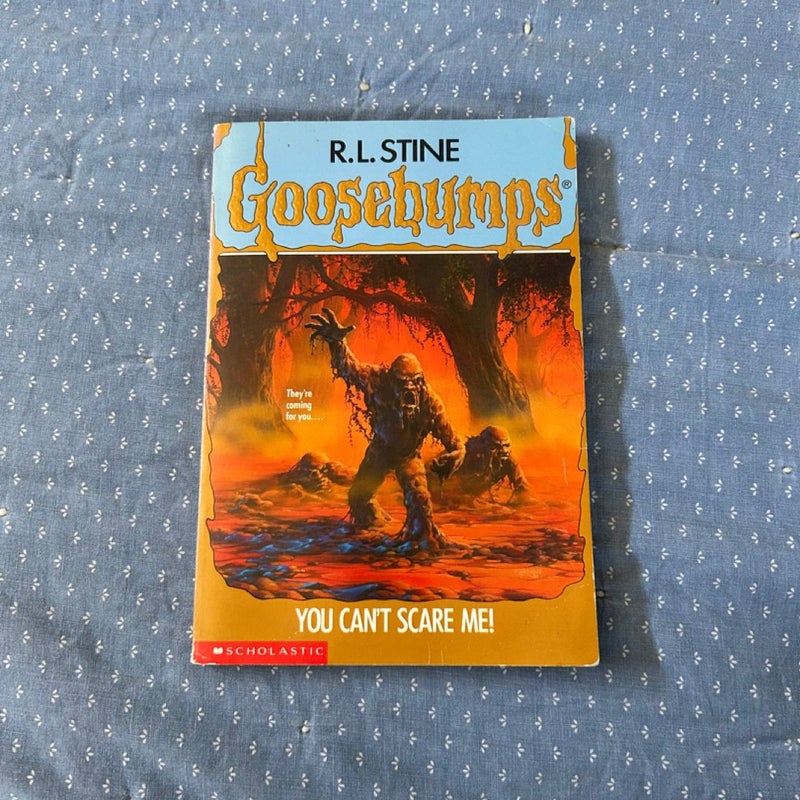 R.L. STINE
Goosebumps®
They're
coming
for you....
YOU CAN'T SCARE ME!
SCHOLASTIC